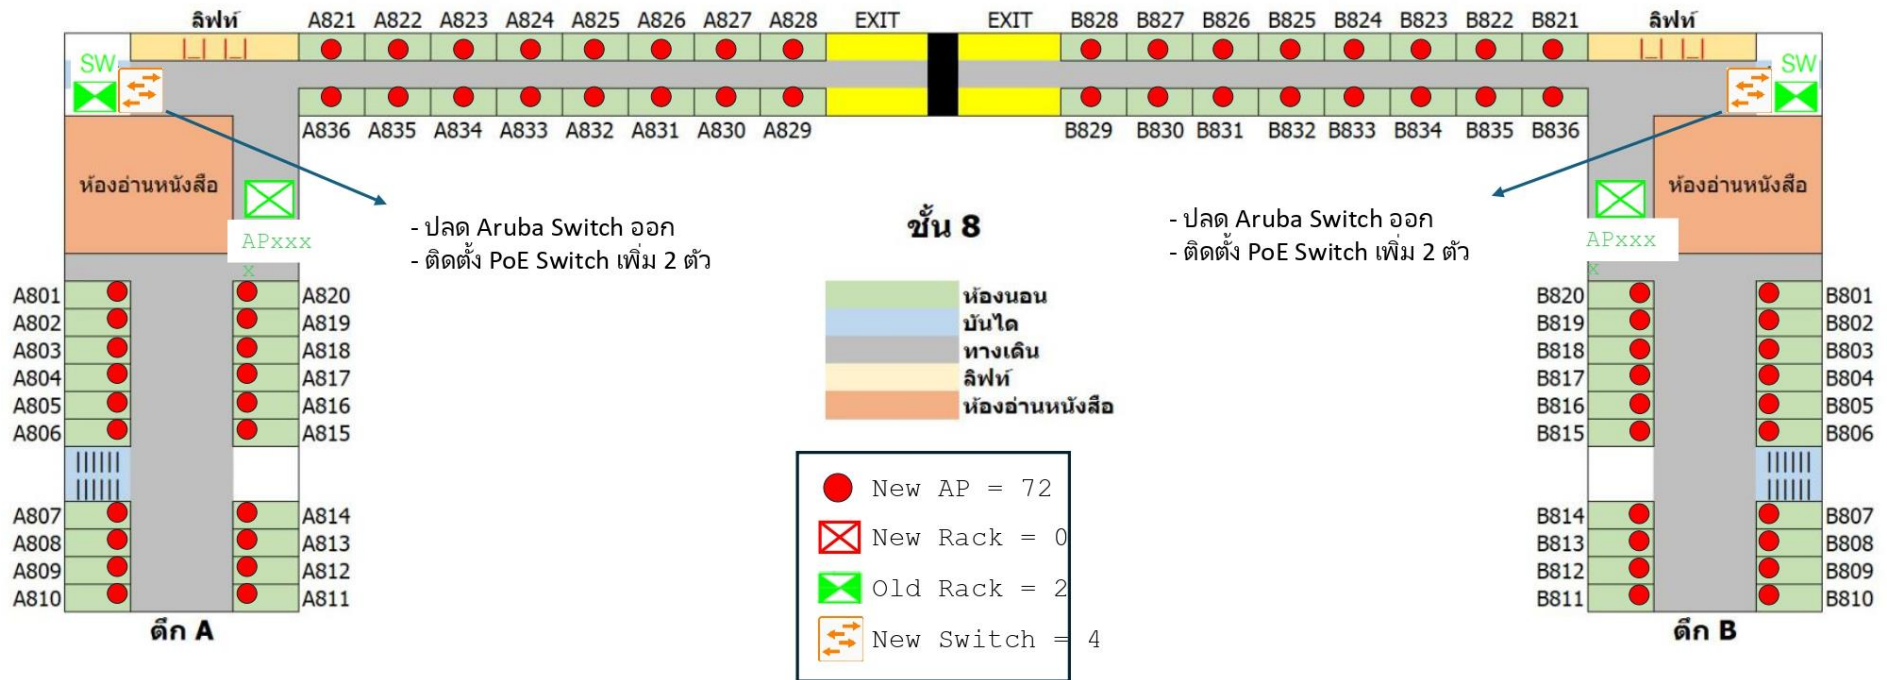 ลิฟท์ A821 A822 A823 A824 A825 A826 A827 A828 EXIT EXIT B828 B827 B826 B825 B824 B823 B822 B821 ลิฟท์
SW SW
A836 A835 A834 A833 A832 A831 A830 A829 B829 B830 B831 B832 B833 B834 B835 B836
ห้องอ่านหนังสือ ห้องอ่านหนังสือ
APxxx
x
- ปลด Aruba Switch ออก
- ติดตั้ง PoE Switch เพิ่ม 2 ตัว
ชั้น 8
- ปลด Aruba Switch ออก
- ติดตั้ง PoE Switch เพิ่ม 2 ตัว
APxxx
x
ห้องนอน
บันได
ทางเดิน
ลิฟท์
ห้องอ่านหนังสือ
A801 A820 B820 B801
A802 A819 B819 B802
A803 A818 B818 B803
A804 A817 B817 B804
A805 A816 B816 B805
A806 A815 B815 B806
A807 A814 B814 B807
A808 A813 B813 B808
A809 A812 B812 B809
A810 A811 B811 B810
ตึก A ตึก B
New AP = 72
New Rack = 0
Old Rack = 2
New Switch = 4